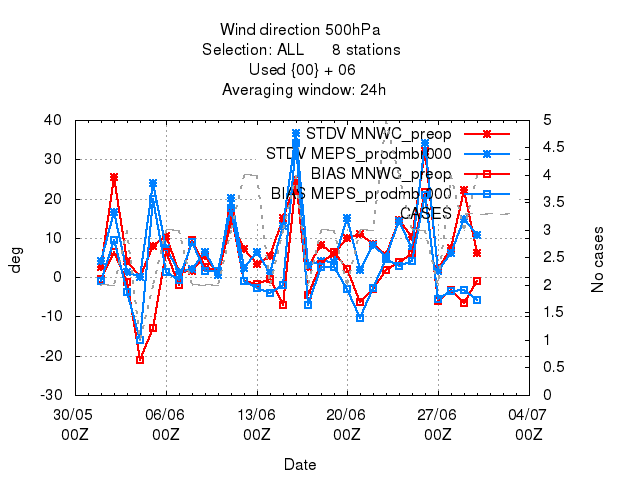 Wind direction 500hPa
Selection: ALL 8 stations
Used {00} + 06
Averaging window: 24h
STDV MNWC_preop
STDV MEPS_prodmbr000
BIAS MNWC_preop
BIAS MEPS_prodmbr000
CASES
deg
40
30
20
10
0
-10
-20
-30
No cases
5
4.5
4
3.5
3
2.5
2
1.5
1
0.5
0
30/05 06/06 13/06 20/06 27/06 04/07
00Z 00Z 00Z 00Z 00Z 00Z
Date